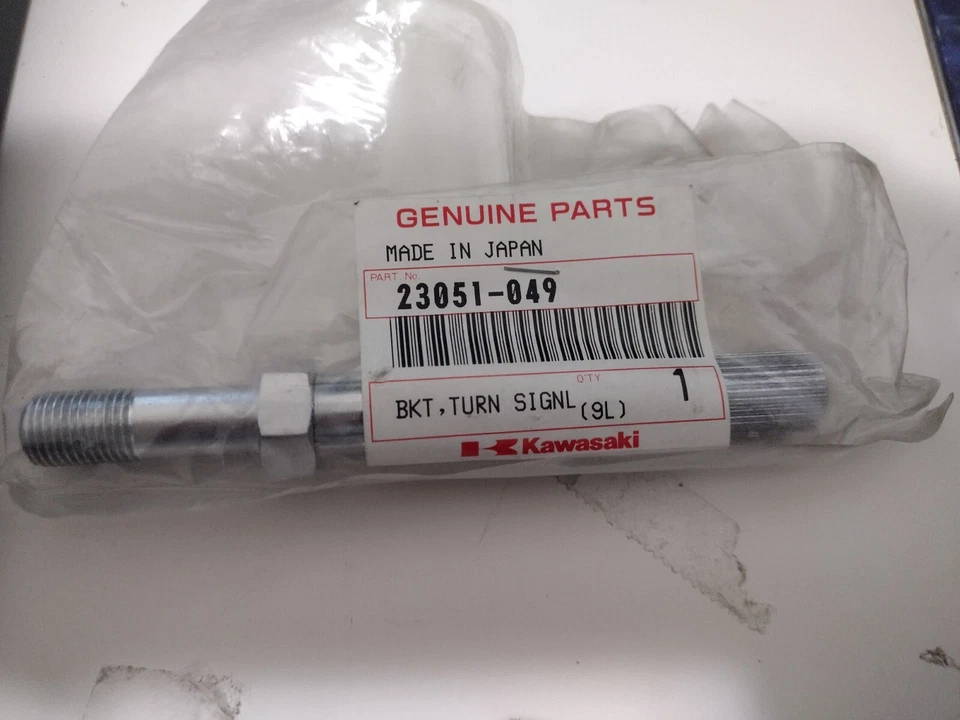 GENUINE PARTS
MADE IN JAPAN
PART. No.
23051-049
Q'TY
BKT,TURN SIGNL(9L) 1
Kawasaki